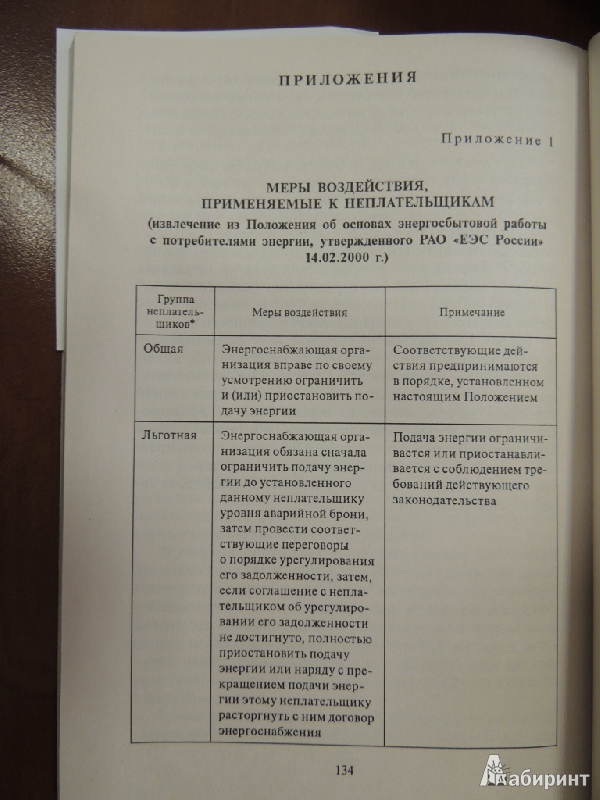 ПРИЛОЖЕНИЯ
Приложение 1
МЕРЫ ВОЗДЕЙСТВИЯ,
ПРИМЕНЯЕМЫЕ К НЕПЛАТЕЛЬЩИКАМ
(извлечение из Положения об основах энергосбытовой работы
с потребителями энергии, утвержденного РАО «ЕЭС России»
14.02.2000 г.)
Группа
неплатель-
щиков*
Меры воздействия
Примечание
Общая
Энергоснабжающая орга-
низация вправе по своему
усмотрению ограничить
и (или) приостановить по-
дачу энергии
Соответствующие дей-
ствия предпринимаются
в порядке, установленном
настоящим Положением
Льготная
Энергоснабжающая орга-
низация обязана сначала
ограничить подачу энер-
гии до установленного
данному неплательщику
уровня аварийной брони,
затем провести соответ-
ствующие переговоры
о порядке урегулирования
его задолженности, затем,
если соглашение с непла-
тельщиком об урегулиро-
вании его задолженности
не достигнуто, полностью
приостановить подачу
энергии или наряду с пре-
кращением подачи энер-
гии этому неплательщику
расторгнуть с ним договор
энергоснабжения
Подача энергии ограничи-
вается или приостанавли-
вается с соблюдением тре-
бований действующего
законодательства
134
Лабиринт